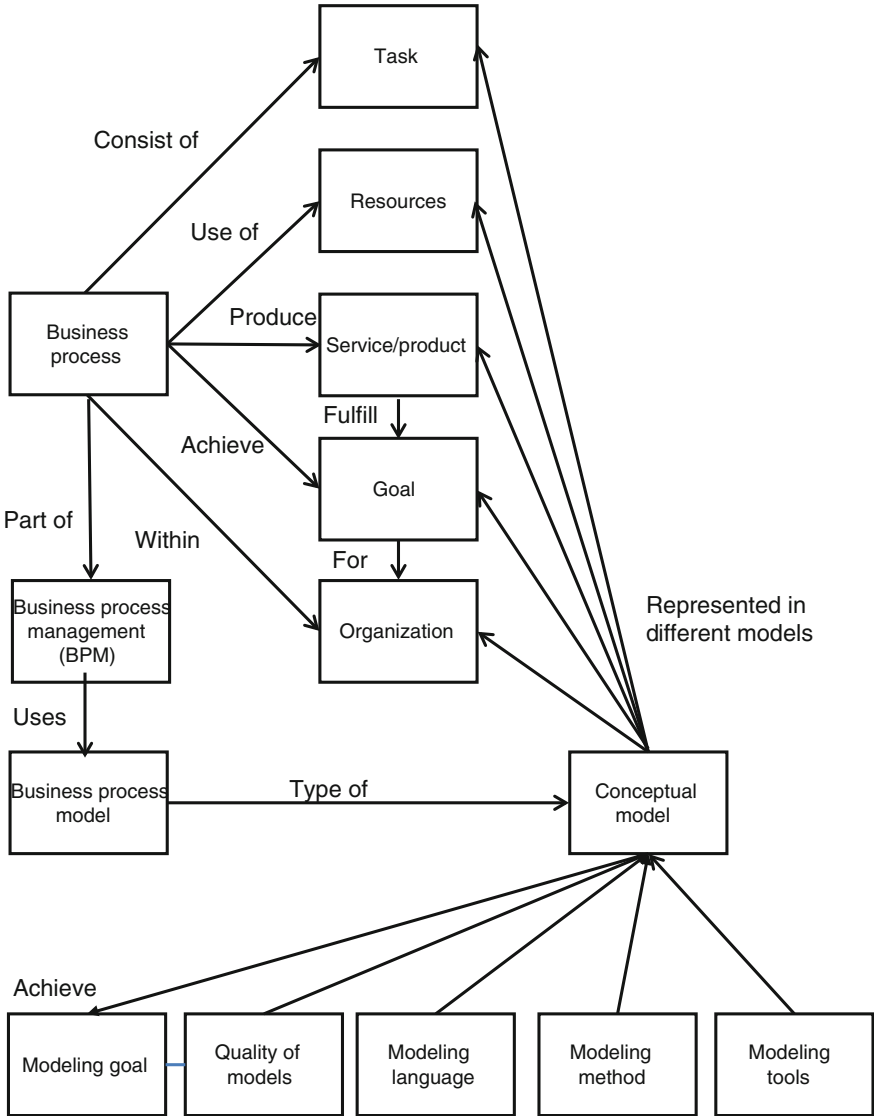 Task
Consist of
Resources
Use of
Produce
Business
process
Service/product
Fulfill
Achieve
Goal
Part of
Within
For
Business process
management
(BPM)
Organization
Represented in
different models
Uses
Business process
model
Type of
Conceptual
model
Achieve
Modeling goal
Quality of
models
Modeling
language
Modeling
method
Modeling
tools